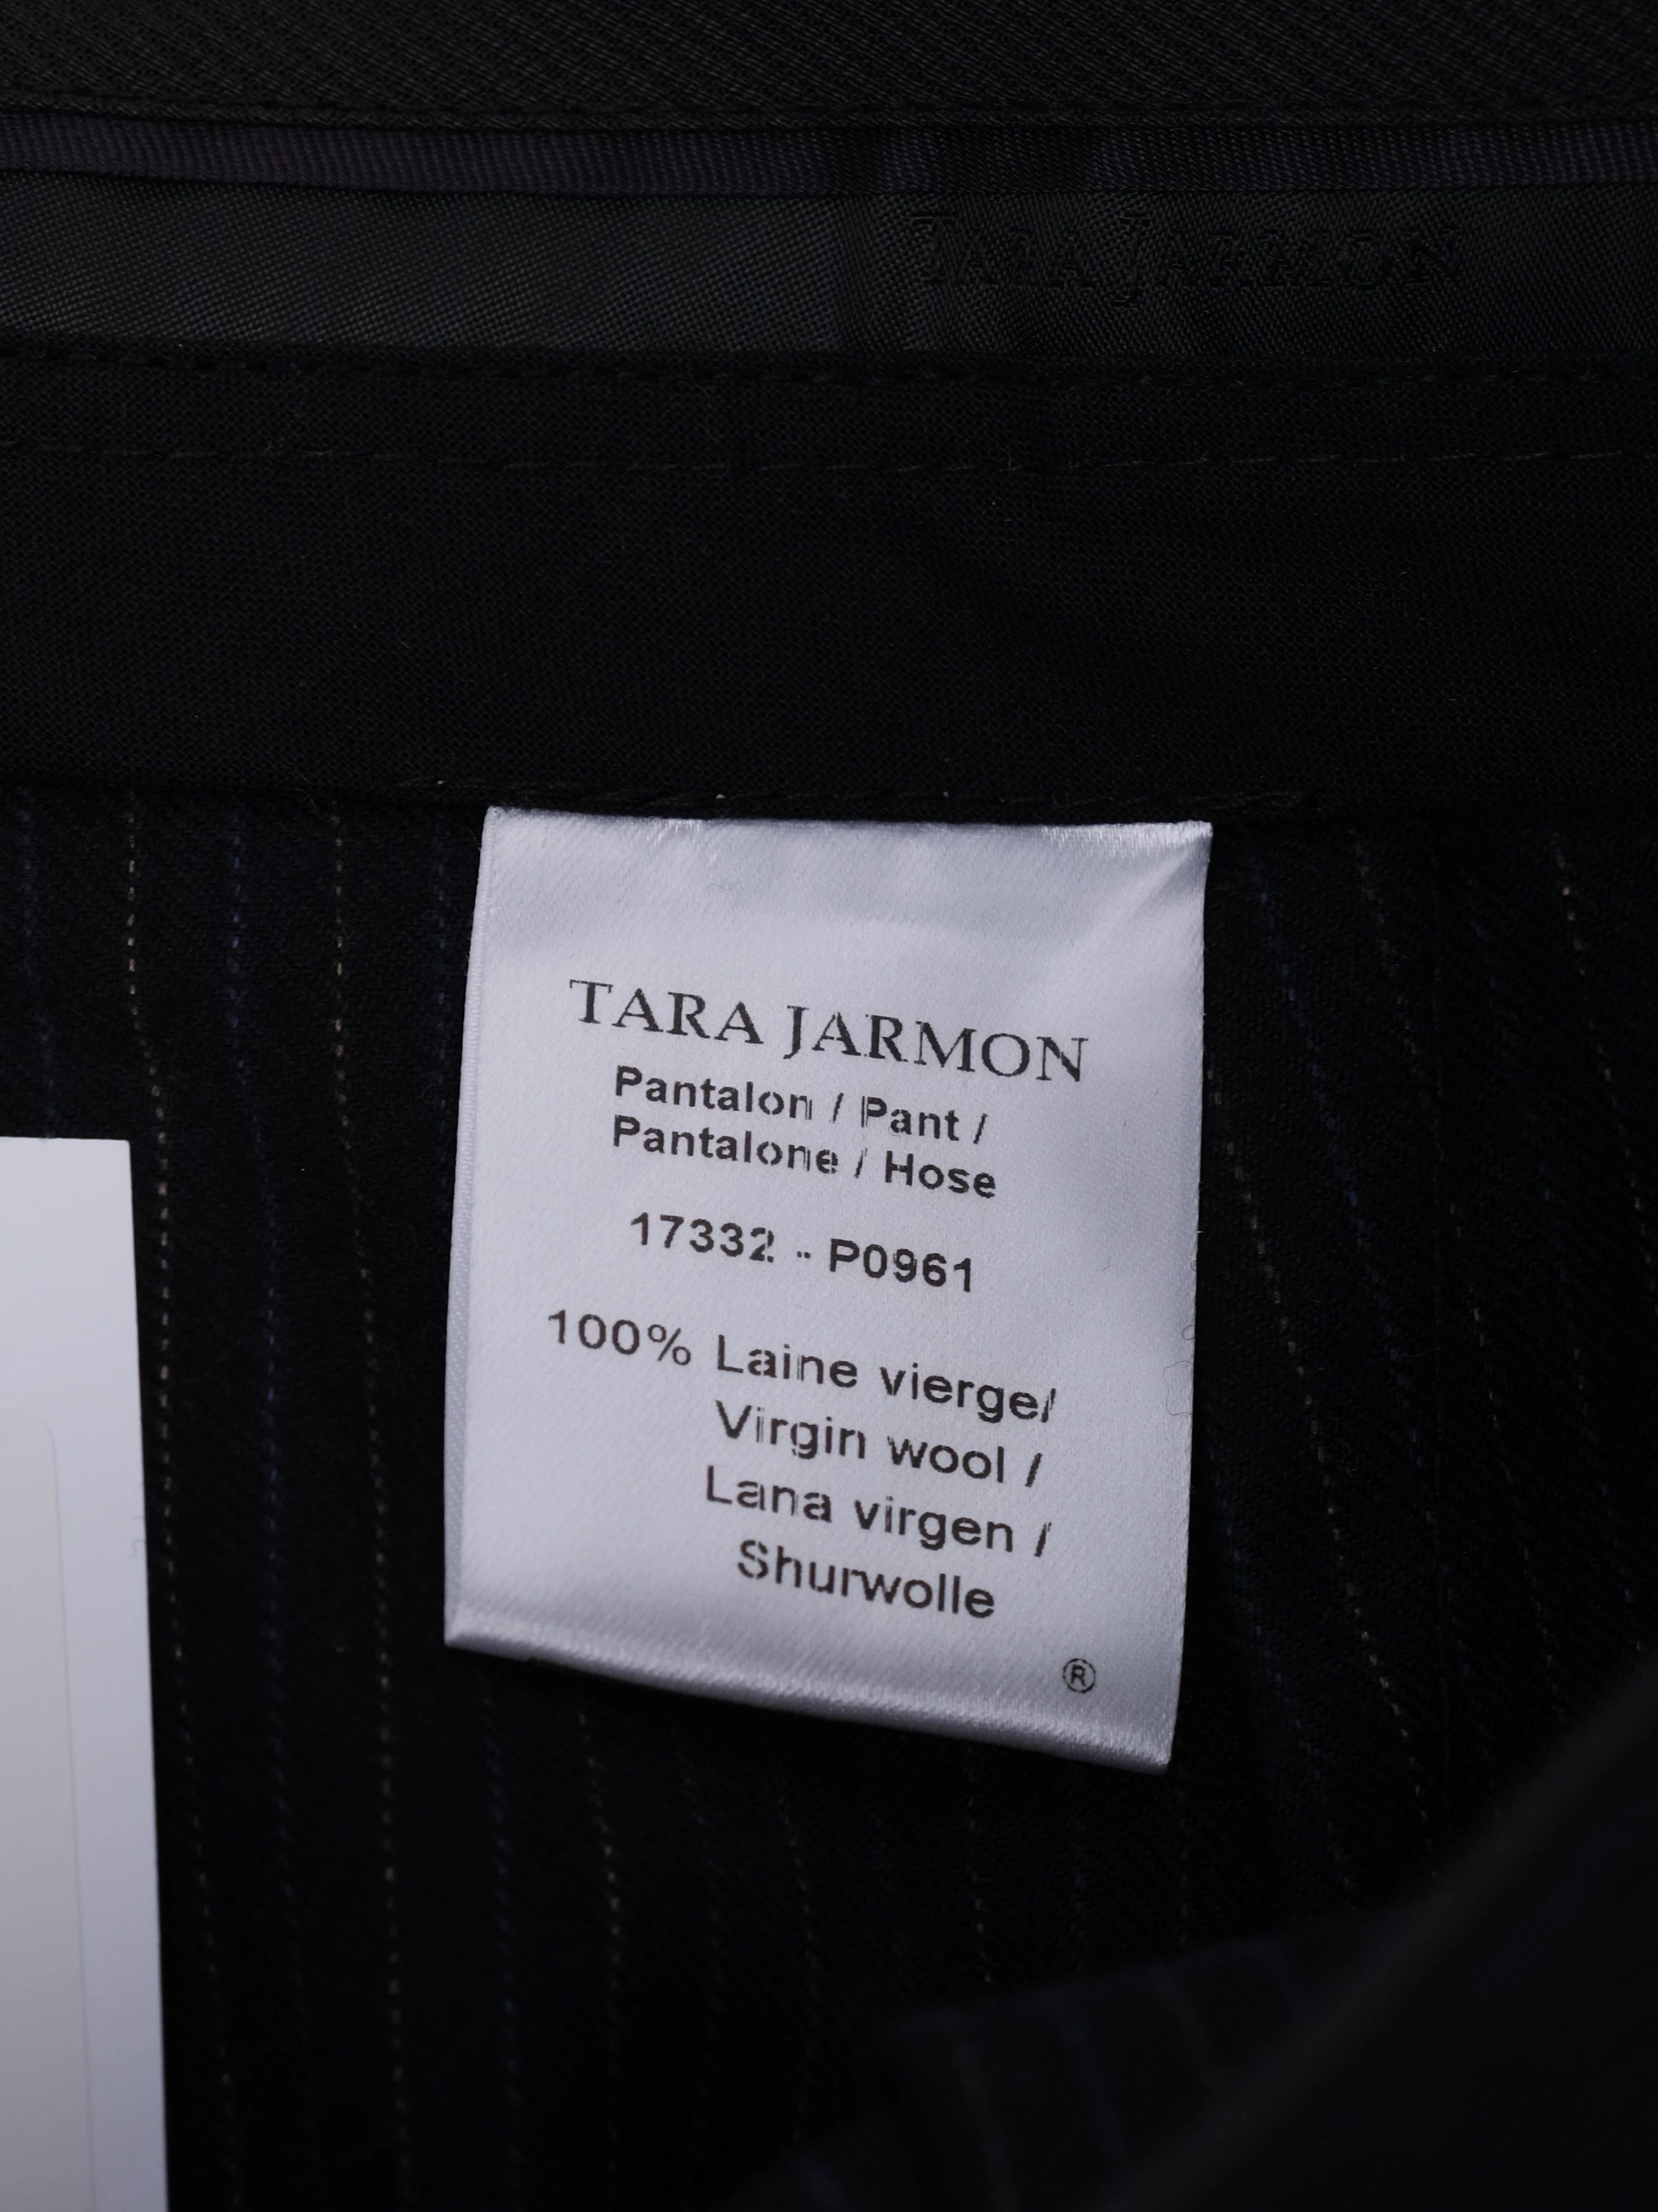 TARA JARMON
TARA JARMON
Pantalon / Pant /
Pantalone / Hose
17332 - P0961
100% Laine vierge/
Virgin wool /
Lana virgen /
Shurwolle
®